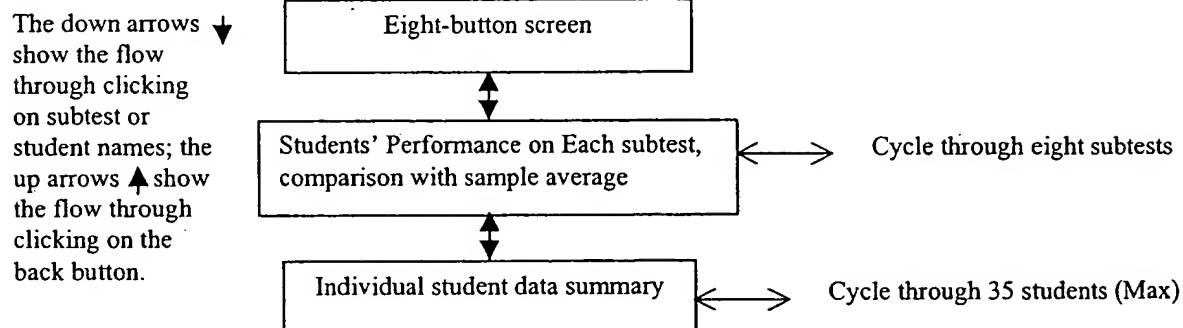 The down arrows
show the flow
through clicking
on subtest or
student names; the
up arrows show
the flow through
clicking on the
back button.
Eight-button screen
Students' Performance on Each subtest,
comparison with sample average
Cycle through eight subtests
Individual student data summary
Cycle through 35 students (Max)